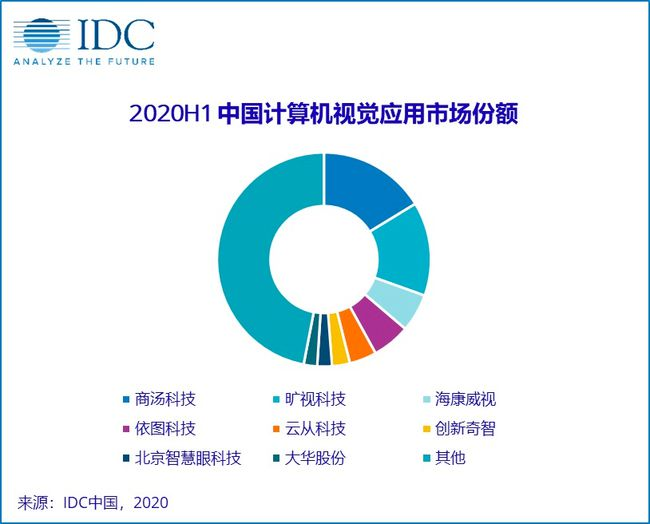 IDC
ANALYZE THE FUTURE
2020H1 中国计算机视觉应用市场份额
商汤科技 旷视科技 海康威视
依图科技 云从科技 创新奇智
北京智慧眼科技 大华股份 其他
来源：IDC中国，2020